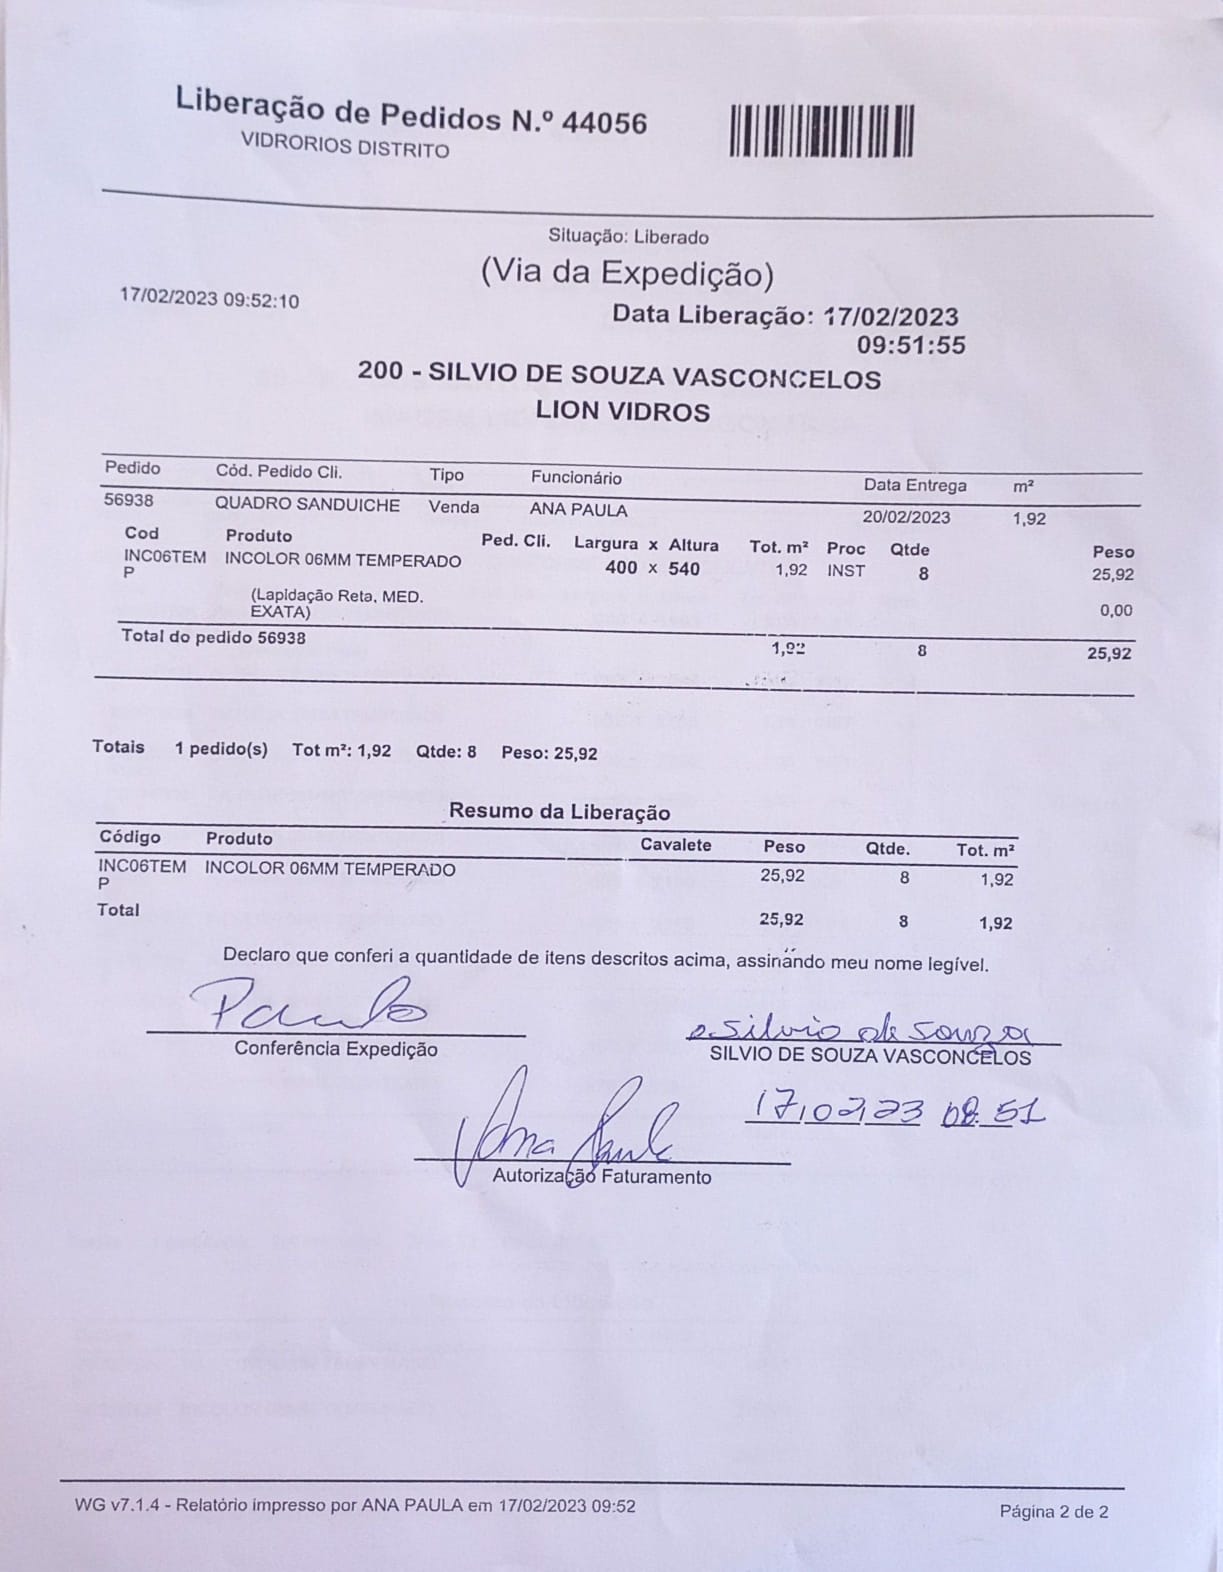 Liberação de Pedidos N.º 44056
VIDRORIOS DISTRITO
Situação: Liberado
(Via da Expedição)
17/02/2023 09:52:10
Data Liberação: 17/02/2023
09:51:55
200 - SILVIO DE SOUZA VASCONCELOS
LION VIDROS
Pedido Cód. Pedido Cli. Tipo Funcionário Data Entrega m²
56938 QUADRO SANDUICHE Venda ANA PAULA 20/02/2023 1,92
Cod Produto Ped. Cli. Largura x Altura Tot. m² Proc Qtde Peso
INC06TEM INCOLOR 06MM TEMPERADO 400 x 540 1,92 INST 8 25,92
P
(Lapidação Reta, MED. 0,00
EXATA)
Total do pedido 56938 1,92 8 25,92
Totais 1 pedido(s) Tot m²: 1,92 Qtde: 8 Peso: 25,92
Resumo da Liberação
Código Produto Cavalete Peso Qtde. Tot. m²
INC06TEM INCOLOR 06MM TEMPERADO 25,92 8 1,92
P
Total 25,92 8 1,92
Declaro que conferi a quantidade de itens descritos acima, assinando meu nome legível.
Paulo silvio de souza
Conferência Expedição SILVIO DE SOUZA VASCONCELOS
17,02,23 08:51
Ana Paula
Autorização Faturamento
WG v7.1.4 - Relatório impresso por ANA PAULA em 17/02/2023 09:52
Página 2 de 2